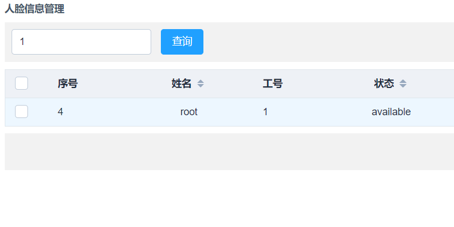 人脸信息管理
1 查询
序号 姓名 工号 状态
4 root 1 available